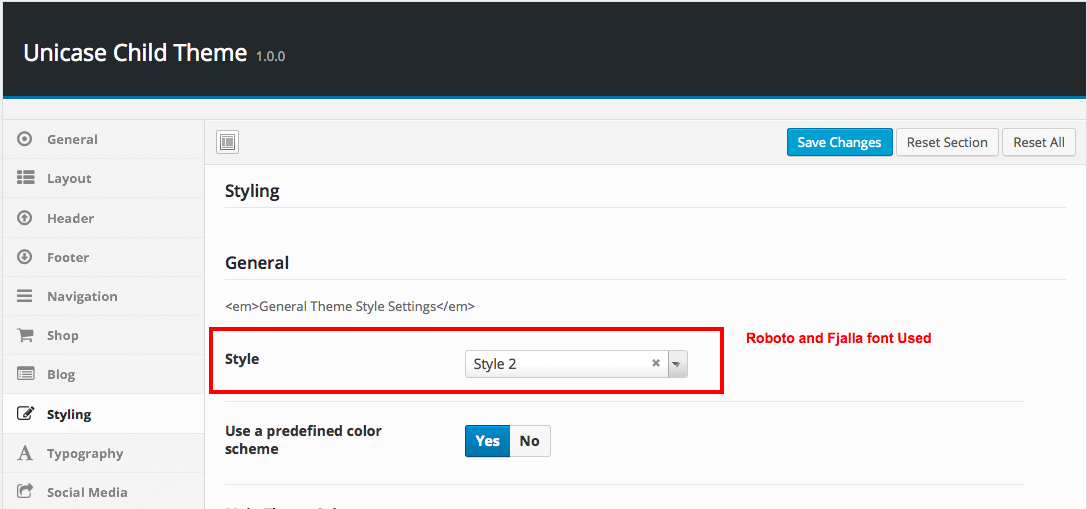 Unicase Child Theme 1.0.0
General
Layout
Header
Footer
Navigation
Shop
Blog
Styling
Typography
Social Media
Save Changes
Reset Section
Reset All
Styling
General
<em>General Theme Style Settings</em>
Style
Style 2
Roboto and Fjalla font Used
Use a predefined color
scheme
Yes
No